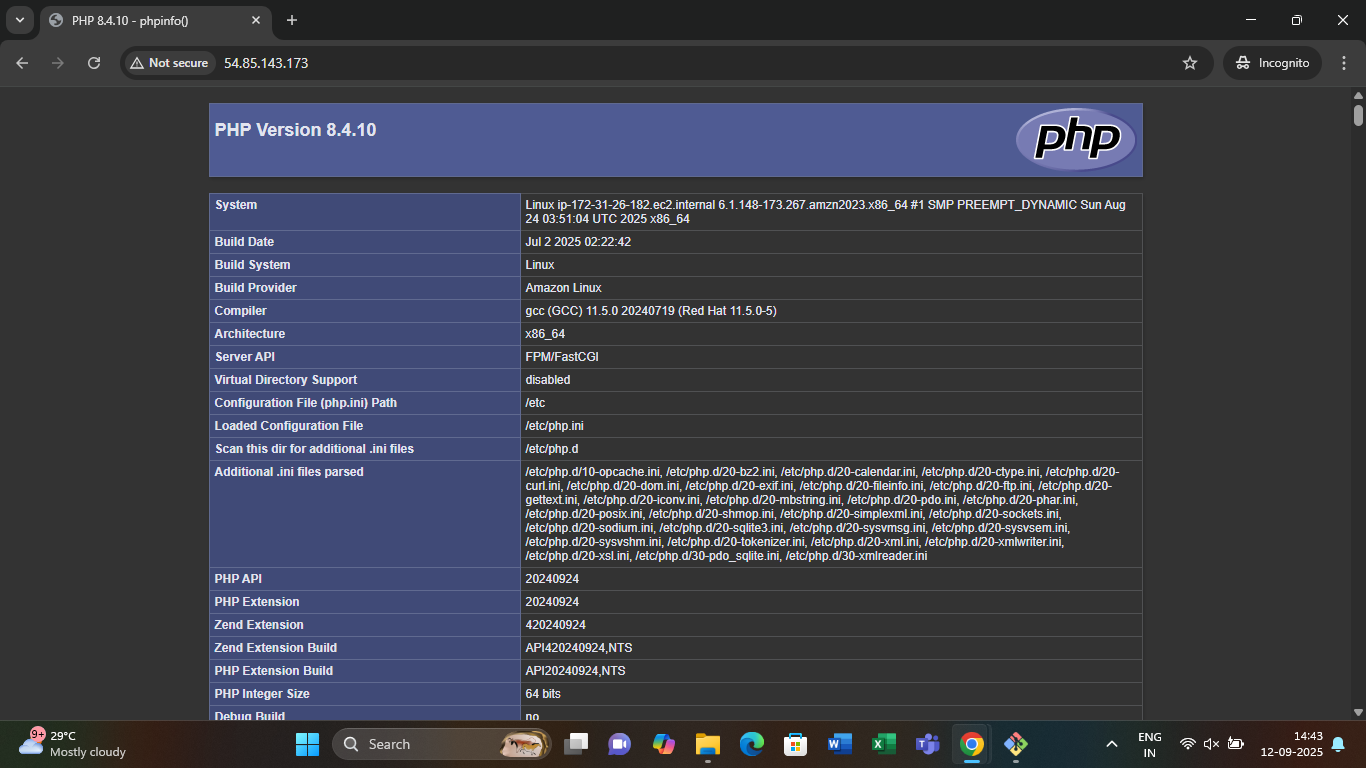 PHP 8.4.10 - phpinfo()
Not secure
54.85.143.173
Incognito
PHP Version 8.4.10
php
System
Linux ip-172-31-26-182.ec2.internal 6.1.148-173.267.amzn2023.x86_64 #1 SMP PREEMPT_DYNAMIC Sun Aug
24 03:51:04 UTC 2025 x86_64
Build Date
Jul 2 2025 02:22:42
Build System
Linux
Build Provider
Amazon Linux
Compiler
gcc (GCC) 11.5.0 20240719 (Red Hat 11.5.0-5)
Architecture
x86_64
Server API
FPM/FastCGI
Virtual Directory Support
disabled
Configuration File (php.ini) Path
/etc
Loaded Configuration File
/etc/php.ini
Scan this dir for additional .ini files
/etc/php.d
Additional .ini files parsed
/etc/php.d/10-opcache.ini, /etc/php.d/20-bz2.ini, /etc/php.d/20-calendar.ini, /etc/php.d/20-ctype.ini, /etc/php.d/20-
curl.ini, /etc/php.d/20-dom.ini, /etc/php.d/20-exif.ini, /etc/php.d/20-fileinfo.ini, /etc/php.d/20-ftp.ini, /etc/php.d/20-
gettext.ini, /etc/php.d/20-iconv.ini, /etc/php.d/20-mbstring.ini, /etc/php.d/20-pdo.ini, /etc/php.d/20-phar.ini,
/etc/php.d/20-posix.ini, /etc/php.d/20-shmop.ini, /etc/php.d/20-simplexml.ini, /etc/php.d/20-sockets.ini,
/etc/php.d/20-sodium.ini, /etc/php.d/20-sqlite3.ini, /etc/php.d/20-sysvmsg.ini, /etc/php.d/20-sysvsem.ini,
/etc/php.d/20-sysvshm.ini, /etc/php.d/20-tokenizer.ini, /etc/php.d/20-xml.ini, /etc/php.d/20-xmlwriter.ini,
/etc/php.d/20-xsl.ini, /etc/php.d/30-pdo_sqlite.ini, /etc/php.d/30-xmlreader.ini
PHP API
20240924
PHP Extension
20240924
Zend Extension
420240924
Zend Extension Build
API420240924,NTS
PHP Extension Build
API20240924,NTS
PHP Integer Size
64 bits
Debug Build
no
9+
29°C
Mostly cloudy
Search
ENG
IN
14:43
12-09-2025